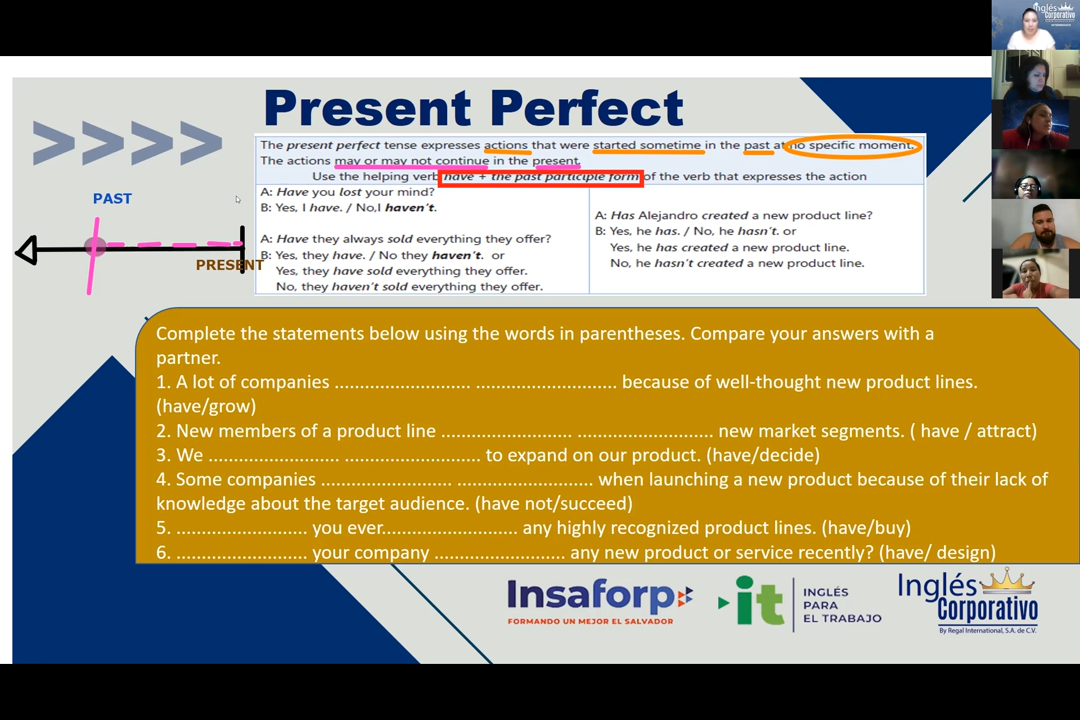 Inglés
Corporativo
Present Perfect
The present perfect tense expresses actions that were started sometime in the past at no specific moment.
The actions may or may not continue in the present.
Use the helping verb have + the past participle form of the verb that expresses the action
PAST
PRESENT
A: Have you lost your mind?
B: Yes, I have. / No,I haven't.
A: Have they always sold everything they offer?
B: Yes, they have. / No they haven't. or
Yes, they have sold everything they offer.
No, they haven't sold everything they offer.
A: Has Alejandro created a new product line?
B: Yes, he has. / No, he hasn't. or
Yes, he has created a new product line.
No, he hasn't created a new product line.
Complete the statements below using the words in parentheses. Compare your answers with a
partner.
1. A lot of companies ......................... .......................... because of well-thought new product lines.
(have/grow)
2. New members of a product line ........................ ......................... new market segments. ( have / attract)
3. We ........................ ......................... to expand on our product. (have/decide)
4. Some companies ........................ ......................... when launching a new product because of their lack of
knowledge about the target audience. (have not/succeed)
5. ........................ you ever......................... any highly recognized product lines. (have/buy)
6. ......................... your company ........................ any new product or service recently? (have/ design)
Insaforp
FORMANDO UN MEJOR EL SALVADOR
it
INGLÉS
PARA
EL TRABAJO
Inglés
Corporativo
By Regal International, S.A. de C.V.